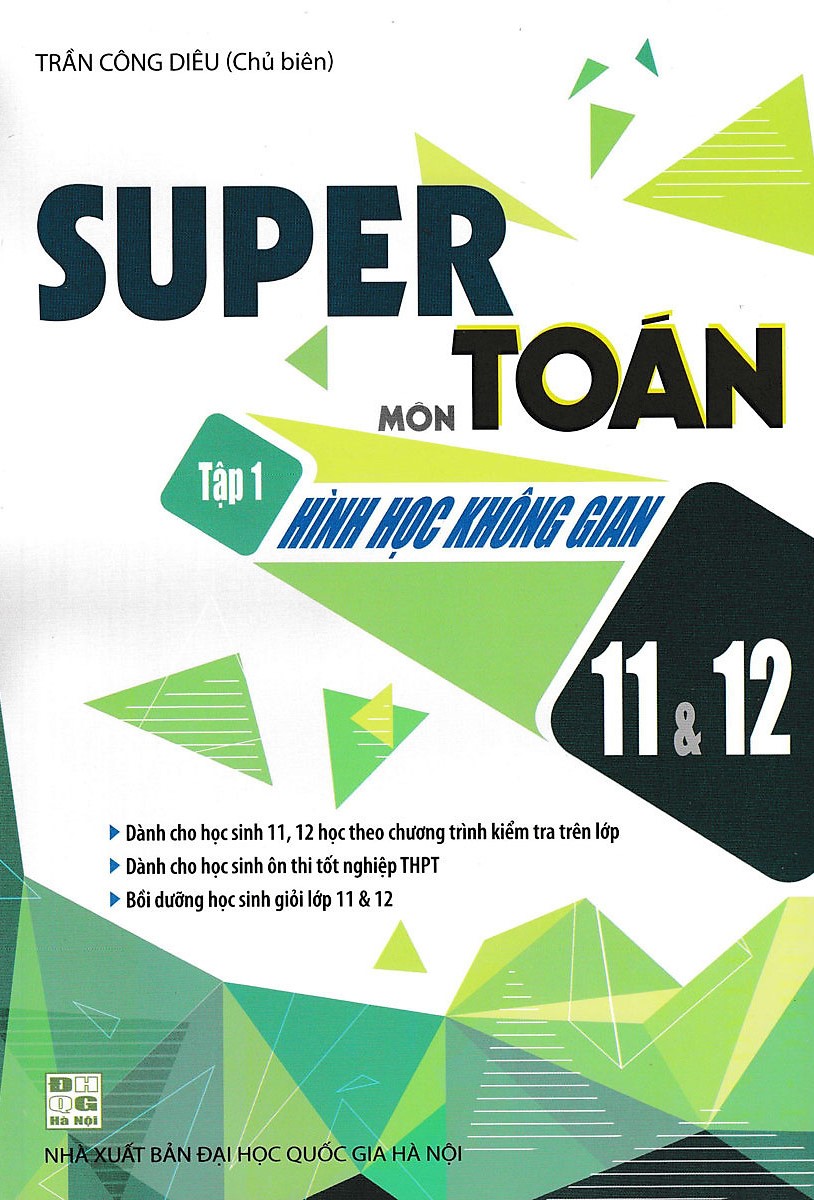 TRẦN CÔNG DIÊU (Chủ biên)
SUPER
MÔN TOÁN
Tập 1
HÌNH HỌC KHÔNG GIAN
11 & 12
Dành cho học sinh 11, 12 học theo chương trình kiểm tra trên lớp
Dành cho học sinh ôn thi tốt nghiệp THPT
Bồi dưỡng học sinh giỏi lớp 11 & 12
ĐH
QG
Hà Nội
NHÀ XUẤT BẢN ĐẠI HỌC QUỐC GIA HÀ NỘI